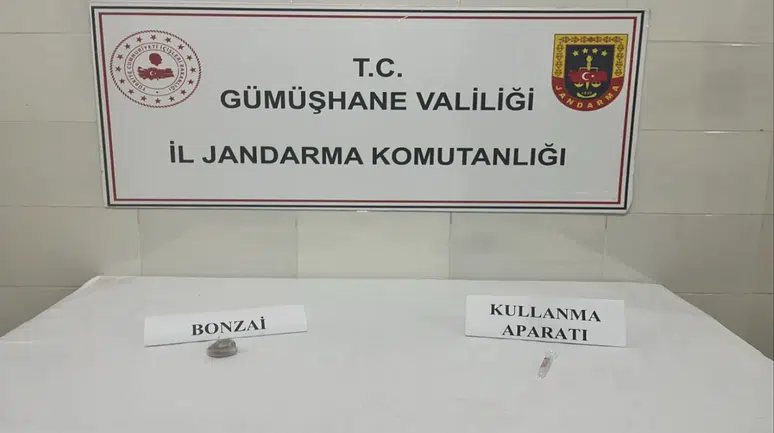 T.C.
GÜMÜŞHANE VALİLİĞİ
İL JANDARMA KOMUTANLIĞI
JANDARMA
BONZAİ
KULLANMA
APARATI